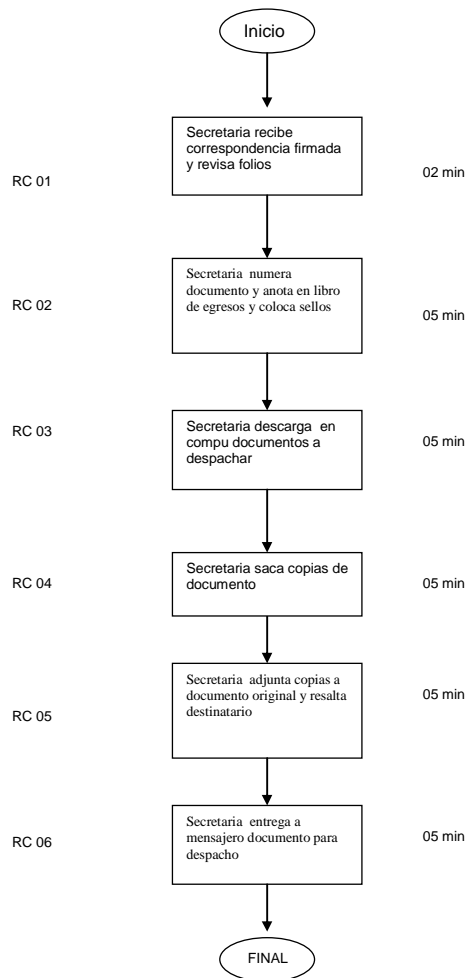 Inicio
Secretaria recibe
correspondencia firmada
y revisa folios
RC 01
02 min
Secretaria numera
documento y anota en libro
de egresos y coloca sellos
RC 02
05 min
Secretaria descarga en
compu documentos a
despachar
RC 03
05 min
Secretaria saca copias de
documento
RC 04
05 min
Secretaria adjunta copias a
documento original y resalta
destinatario
RC 05
05 min
Secretaria entrega a
mensajero documento para
despacho
RC 06
05 min
FINAL